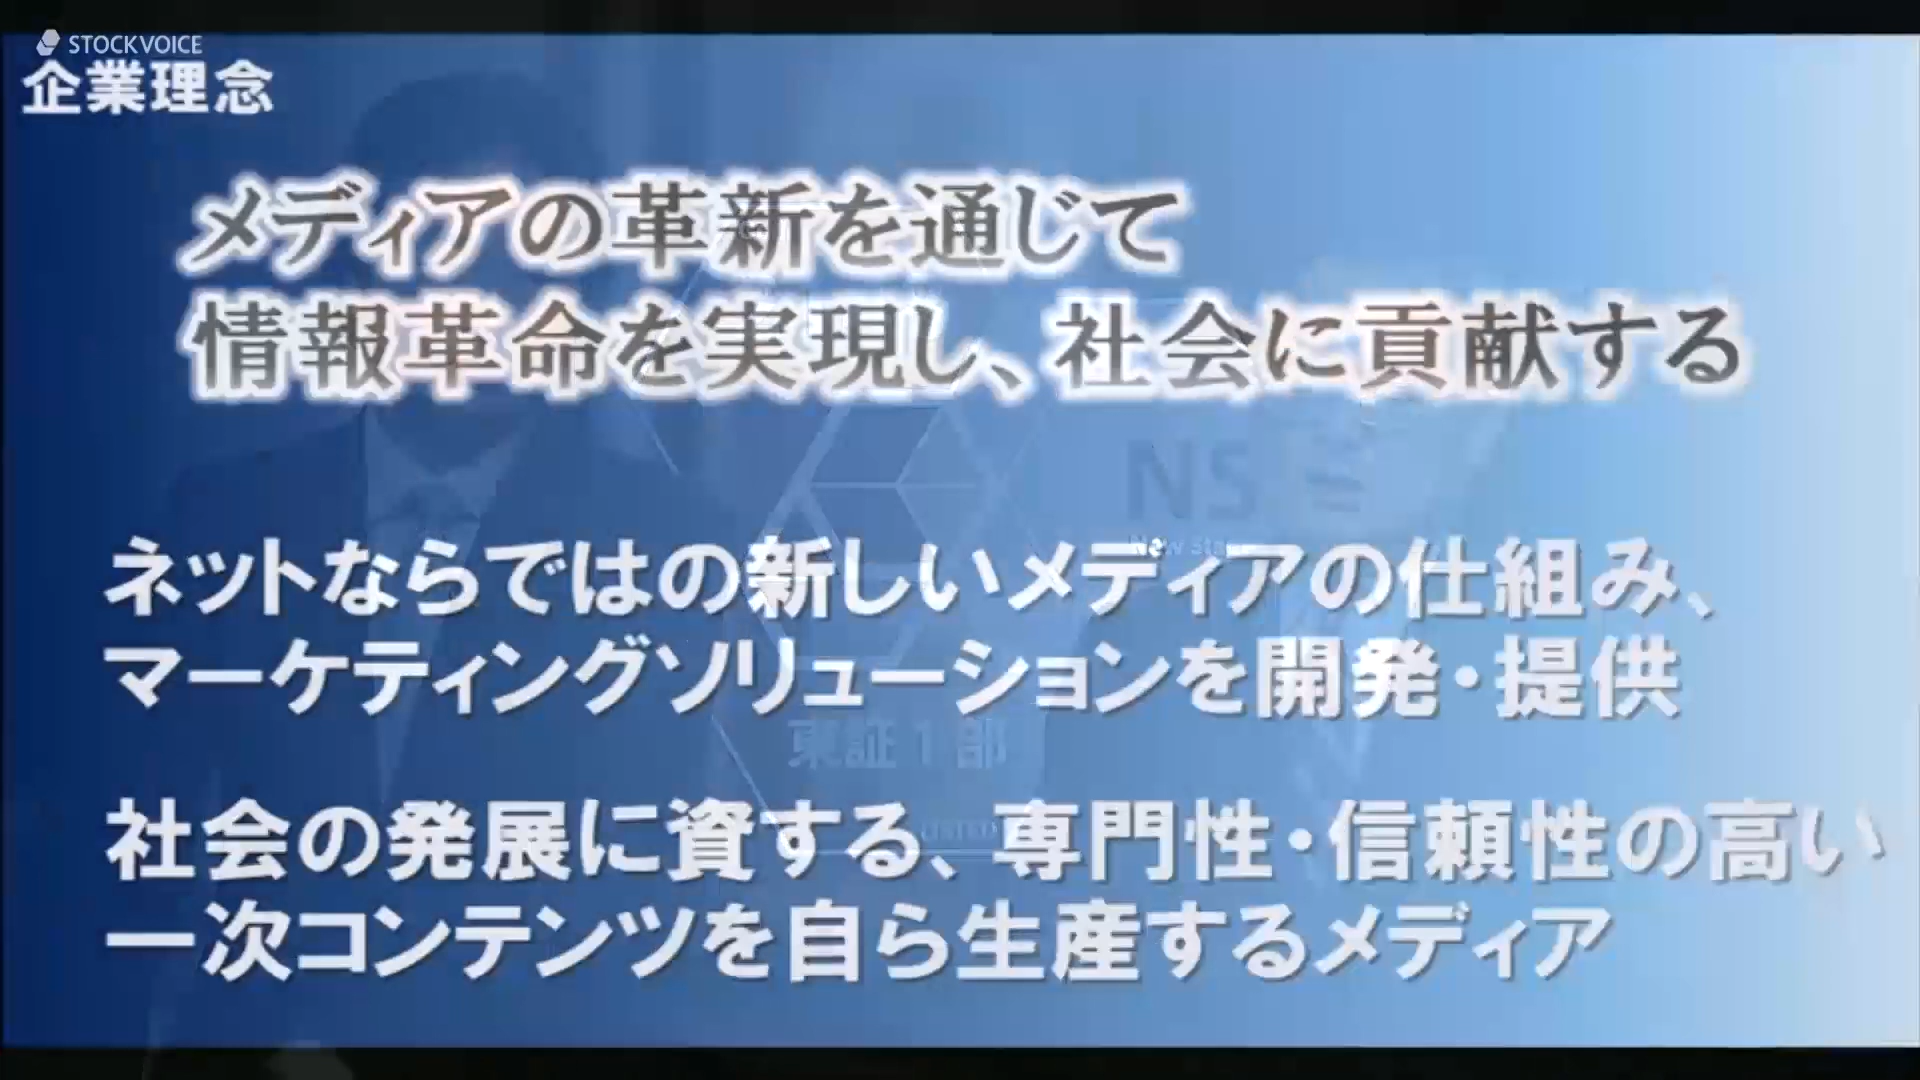 STOCKVOICE
企業理念
メディアの革新を通じて
情報革命を実現し、社会に貢献する
NS
New Stage
ネットならではの新しいメディアの仕組み、
マーケティングソリューションを開発・提供
東証1部
LISTED
社会の発展に資する、専門性・信頼性の高い
一次コンテンツを自ら生産するメディア